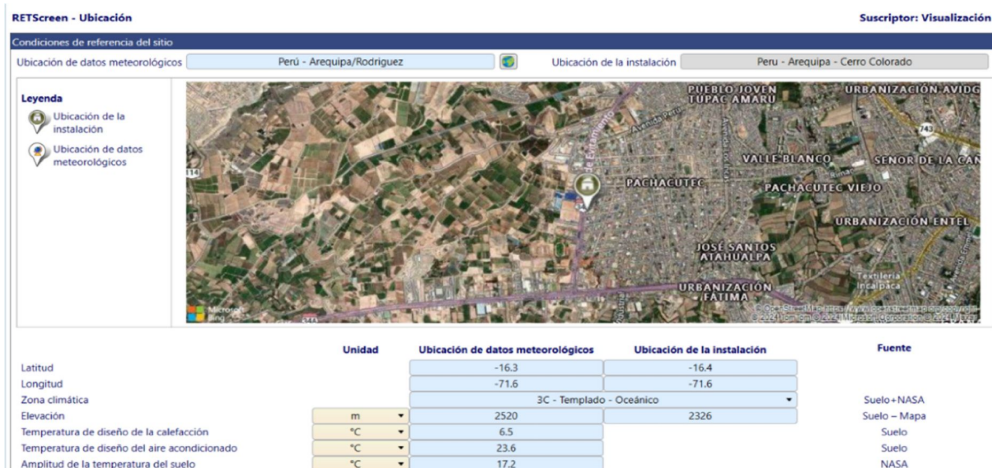 RETScreen - Ubicación
Suscriptor: Visualización
Condiciones de referencia del sitio
Ubicación de datos meteorológicos
Perú - Arequipa/Rodriguez
Ubicación de la instalación
Peru - Arequipa - Cerro Colorado
Leyenda
Ubicación de la
instalación
Ubicación de datos
meteorológicos
PUEBLO JOVEN
TUPAC AMARU
URBANIZACIÓN AVIDG
743
VALLE BLANCO
SEÑOR DE LA CAÑ
114
PACHACUTEC
PACHACUTEC VIEJO
URBANIZACIÓN ENTEL
JOSÉ SANTOS
ATAHUALPA
Textilería
Incalpaca
URBANIZACIÓN
FÁTIMA
Microsoft
Bing
Unidad
Ubicación de datos meteorológicos
Ubicación de la instalación
Fuente
Latitud
-16.3
-16.4
Longitud
-71.6
-71.6
Zona climática
3C - Templado - Oceánico
Suelo+NASA
Elevación
m
2520
2326
Suelo – Mapa
Temperatura de diseño de la calefacción
°C
6.5
Suelo
Temperatura de diseño del aire acondicionado
°C
23.6
Suelo
Amplitud de la temperatura del suelo
°C
17.2
NASA